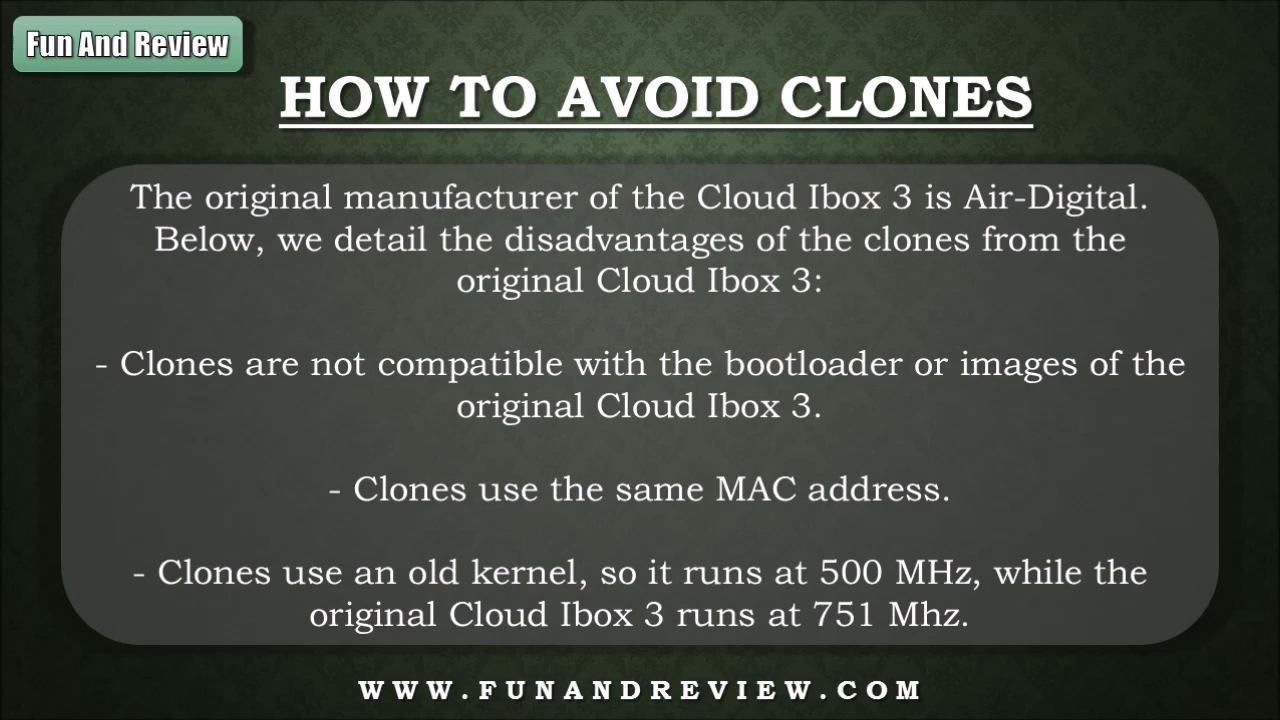 Fun And Review
HOW TO AVOID CLONES
The original manufacturer of the Cloud Ibox 3 is Air-Digital.
Below, we detail the disadvantages of the clones from the
original Cloud Ibox 3:
- Clones are not compatible with the bootloader or images of the
original Cloud Ibox 3.
- Clones use the same MAC address.
- Clones use an old kernel, so it runs at 500 MHz, while the
original Cloud Ibox 3 runs at 751 Mhz.
WWW.FUNANDREVIEW.COM